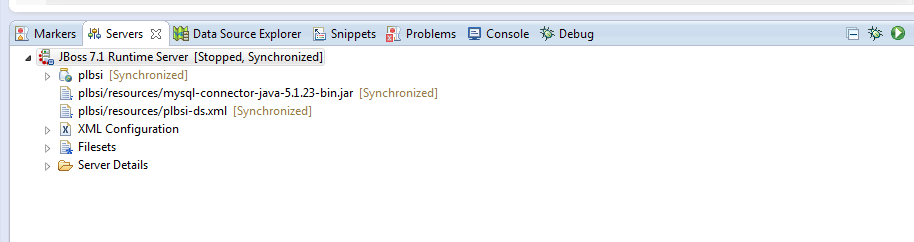 Markers Servers Data Source Explorer Snippets Problems Console Debug
JBoss 7.1 Runtime Server [Stopped, Synchronized]
plbsi [Synchronized]
plbsi/resources/mysql-connector-java-5.1.23-bin.jar [Synchronized]
plbsi/resources/plbsi-ds.xml [Synchronized]
XML Configuration
Filesets
Server Details